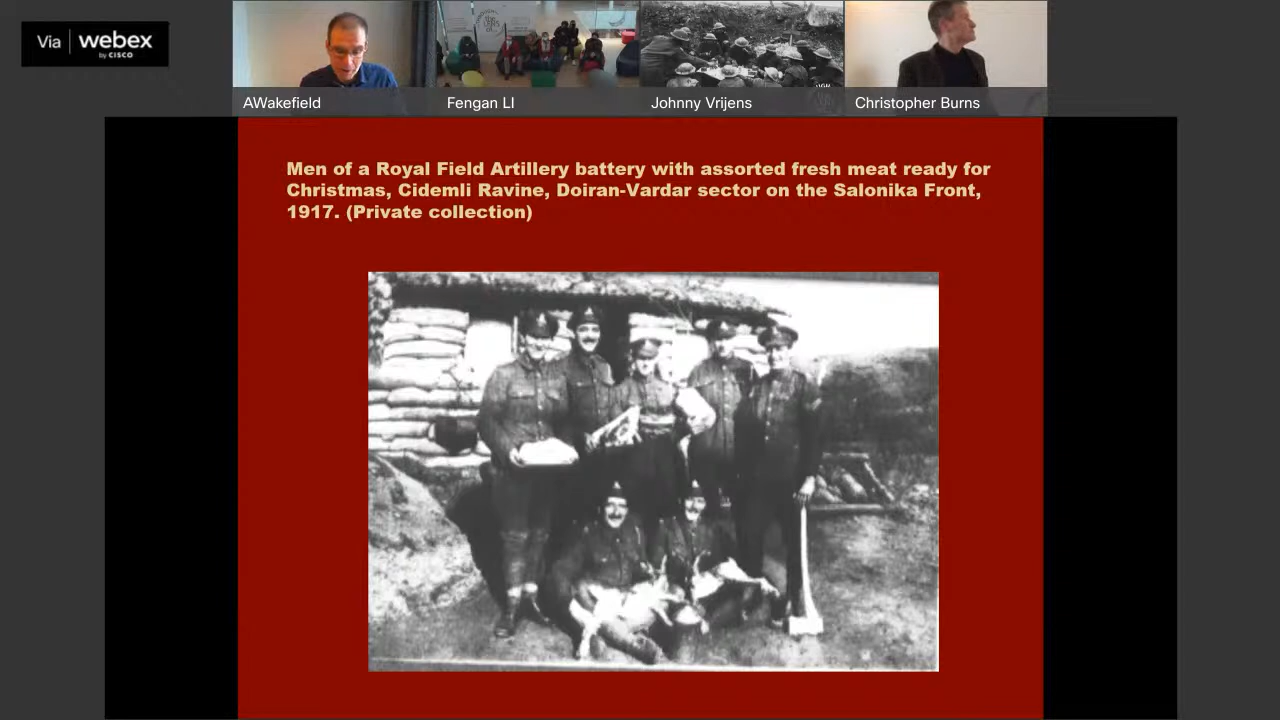 Via webex
by CISCO
AWakefield
Fengan LI
Johnny Vrijens
Christopher Burns
Men of a Royal Field Artillery battery with assorted fresh meat ready for
Christmas, Cidemli Ravine, Doiran-Vardar sector on the Salonika Front,
1917. (Private collection)